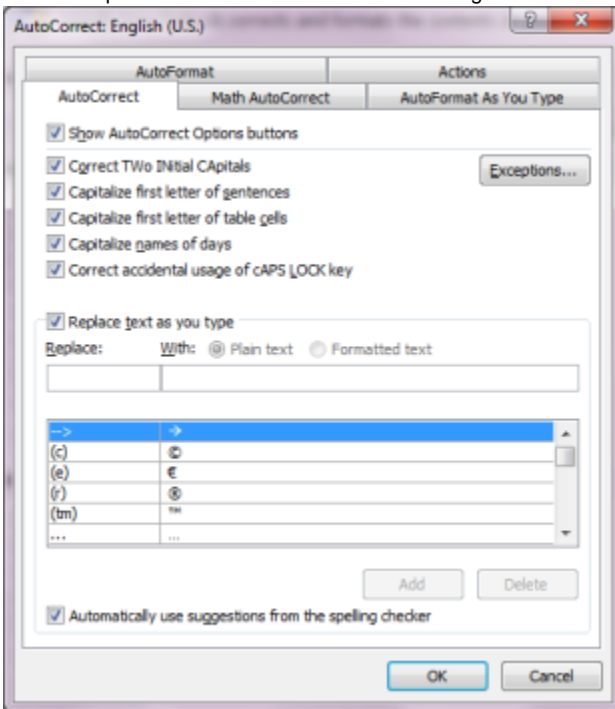 AutoCorrect: English (U.S.)
AutoFormat Actions
AutoCorrect Math AutoCorrect AutoFormat As You Type
Show AutoCorrect Options buttons
Correct TWo INitial CApitals Exceptions...
Capitalize first letter of sentences
Capitalize first letter of table cells
Capitalize names of days
Correct accidental usage of cAPS LOCK key
Replace text as you type
Replace: With: Plain text Formatted text
--> →
(c) ©
(e) €
(r) ®
(tm) ™
... …
Add Delete
Automatically use suggestions from the spelling checker
OK Cancel